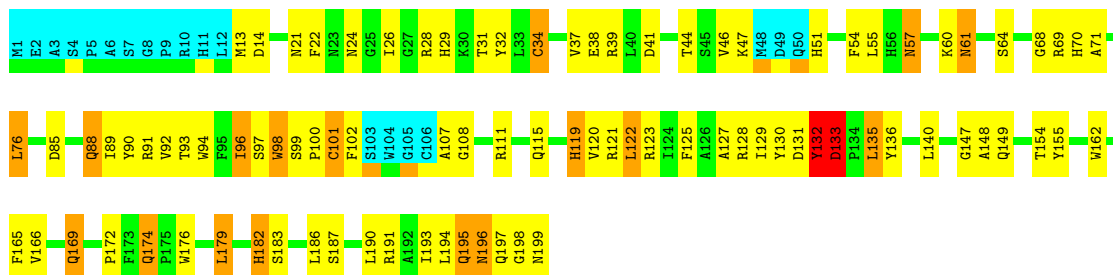 M1 E2 A3 S4 P5 A6 S7 G8 P9 R10 H11 L12 M13 D14 N21 F22 N23 N24 G25 I26 G27 R28 H29 K30 T31 Y32 L33 C34 V37 E38 R39 L40 D41 T44 S45 V46 K47 M48 D49 Q50 H51 F54 L55 H56 N57 K60 N61 S64 G68 R69 H70 A71
L76 D85 Q88 I89 Y90 R91 V92 T93 W94 F95 I96 S97 W98 S99 P100 C101 F102 S103 W104 G105 C106 A107 G108 R111 Q115 H119 V120 R121 L122 R123 I124 F125 A126 A127 R128 I129 Y130 D131 Y132 D133 P134 L135 Y136 L140 G147 A148 Q149 T154 Y155 W162
F165 V166 Q169 P172 F173 Q174 P175 W176 L179 H182 S183 L186 S187 L190 R191 A192 I193 L194 Q195 N196 Q197 G198 N199